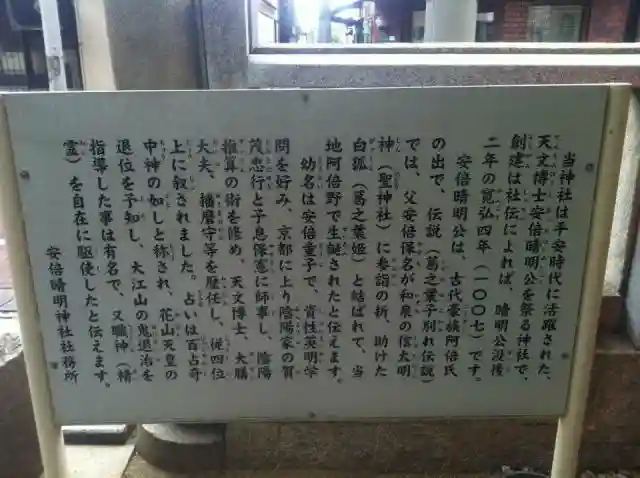 当神社は平安時代に活躍された、
天文博士安倍晴明公を祭る神社で、
創建は社伝によれば、晴明公没後
二年の寛弘四年（一〇〇七）です。
安倍晴明公は、古代豪族阿倍氏
の出で、伝説（葛之葉子別れ伝説）
では、父安倍保名が和泉の信太明
神（聖神社）に参詣の折、助けた
白狐（葛之葉姫）と結ばれて、当
地阿倍野で生誕されたと伝えます。
幼名は安倍童子で、資性英明学
問を好み、京都に上り陰陽家の賀
茂忠行と子息保憲に師事し、陰陽
推算の術を修め、天文博士、大膳
大夫、播磨守等を歴任し、従四位
上に叙されました。占いは百占奇
中神の如しと称され、花山天皇の
退位を予知し、大江山の鬼退治を
指導した事は有名で、又職神（精
霊）を自在に駆使したと伝えます。
安倍晴明神社社務所